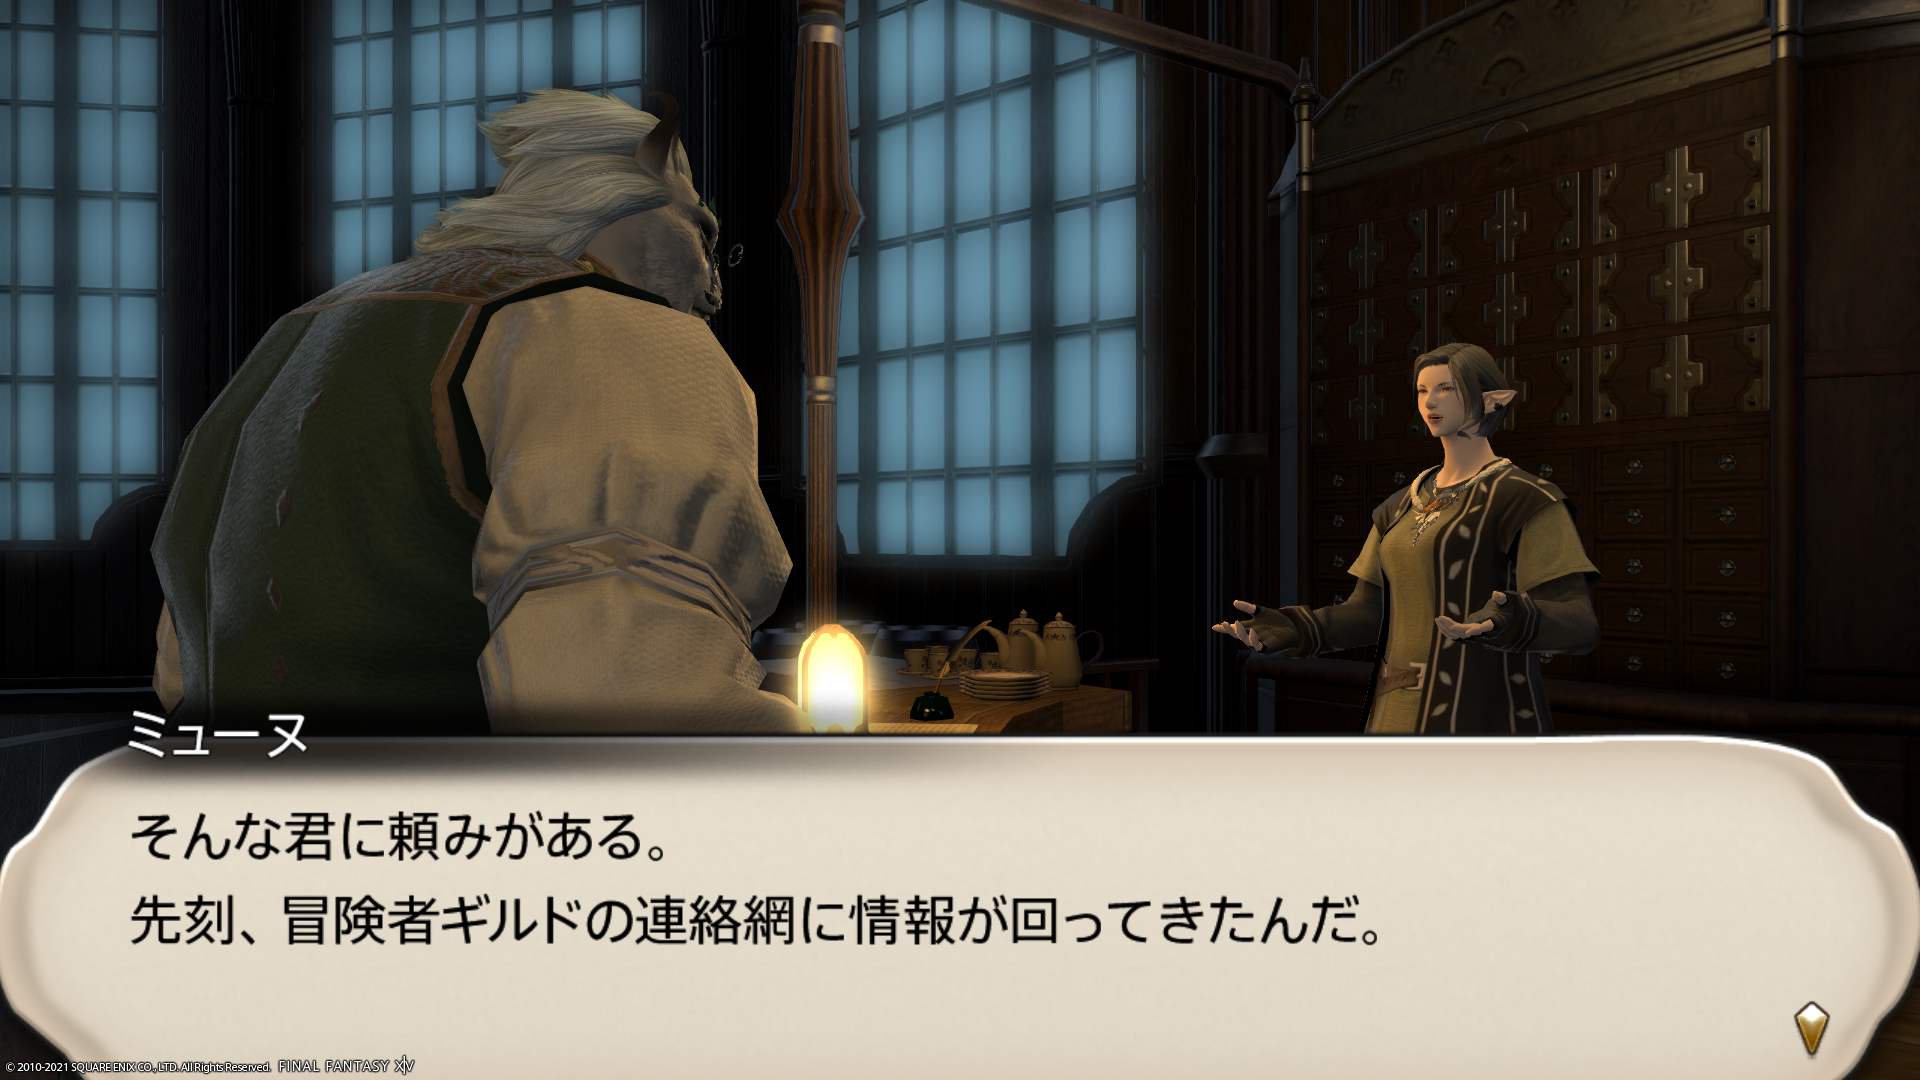 ミューヌ
そんな君に頼みがある。
先刻、冒険者ギルドの連絡網に情報が回ってきたんだ。
© 2010-2021 SQUARE ENIX CO., LTD. All Rights Reserved. FINAL FANTASY XIV